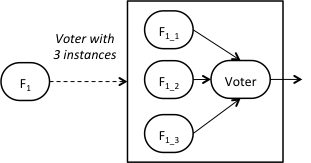 Voter with
3 instances
F1
F1_1
F1_2
F1_3
Voter